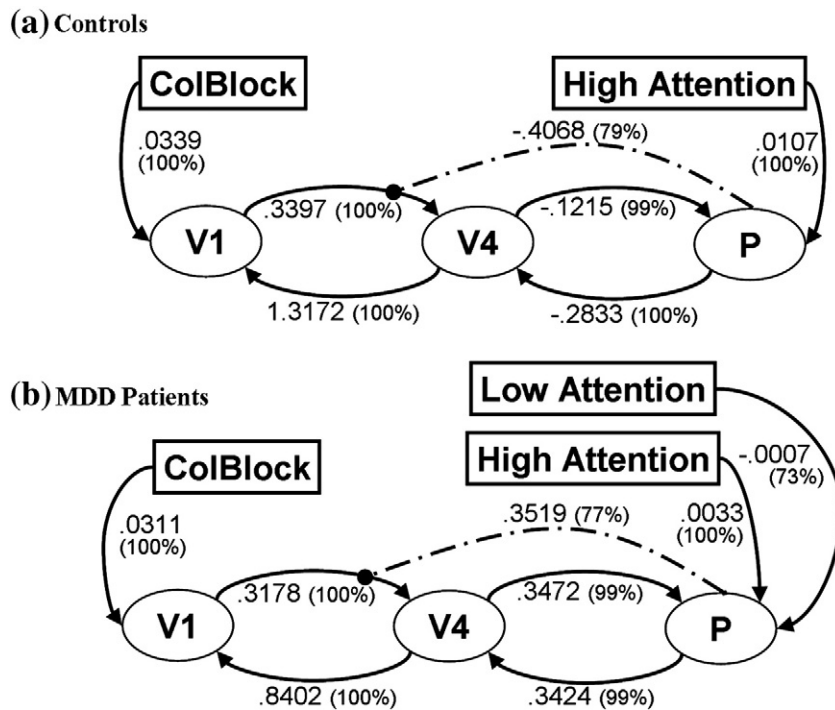 (a) Controls
ColBlock
High Attention
.0339
(100%)
-.4068 (79%)
.0107
(100%)
.3397 (100%)
-.1215 (99%)
V1
V4
P
1.3172 (100%)
-.2833 (100%)
(b) MDD Patients
Low Attention
ColBlock
High Attention
-.0007
(73%)
.0311
(100%)
.3519 (77%)
.0033
(100%)
.3178 (100%)
.3472 (99%)
V1
V4
P
.8402 (100%)
.3424 (99%)